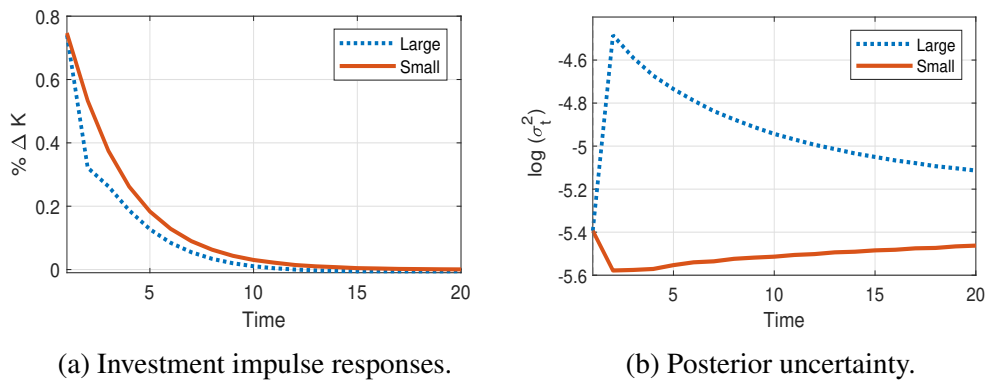 0.8
0.6
0.4
0.2
0
% Δ K
5
10
15
20
Time
Large
Small
(a) Investment impulse responses.
-4.6
-4.8
-5
-5.2
-5.4
-5.6
log (σ_t^2)
5
10
15
20
Time
Large
Small
(b) Posterior uncertainty.